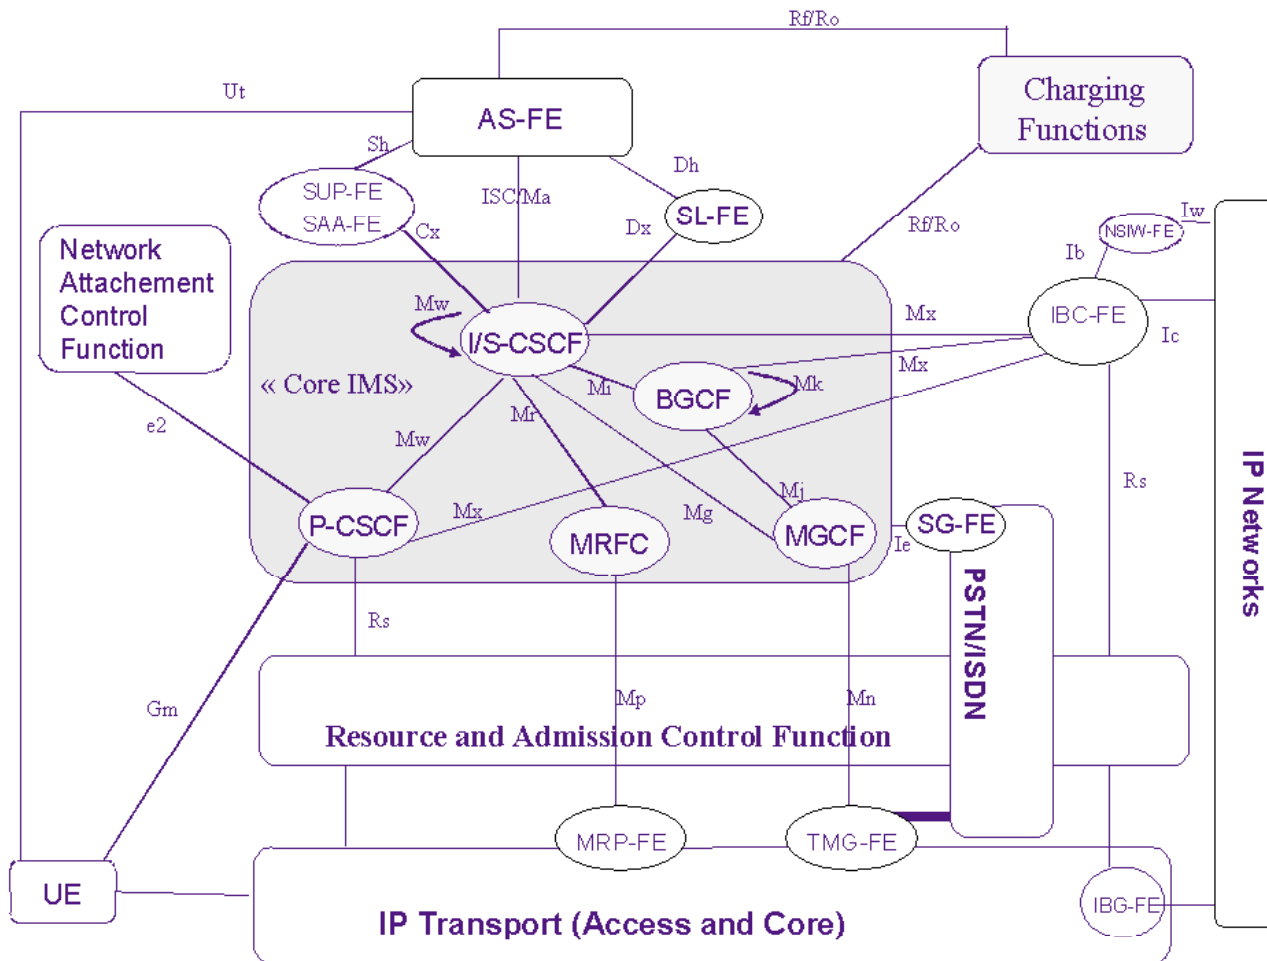 Rf/Ro
Ut
AS-FE
Charging
Functions
Sh
Dh
SUP-FE
SAA-FE
ISC/Ma
SL-FE
Cx
Dx
Rf/Ro
Iw
NSIW-FE
Ib
Network
Attachement
Control
Function
Mw
I/S-CSCF
Mx
IBC-FE
Ic
« Core IMS»
Mi
BGCF
Mk
Mx
e2
Mw
Mr
IP Networks
P-CSCF
Mx
MRFC
Mg
Mj
MGCF
Ie
SG-FE
Rs
PSTN/ISDN
Rs
Gm
Mp
Mn
Resource and Admission Control Function
MRP-FE
TMG-FE
UE
IBG-FE
IP Transport (Access and Core)